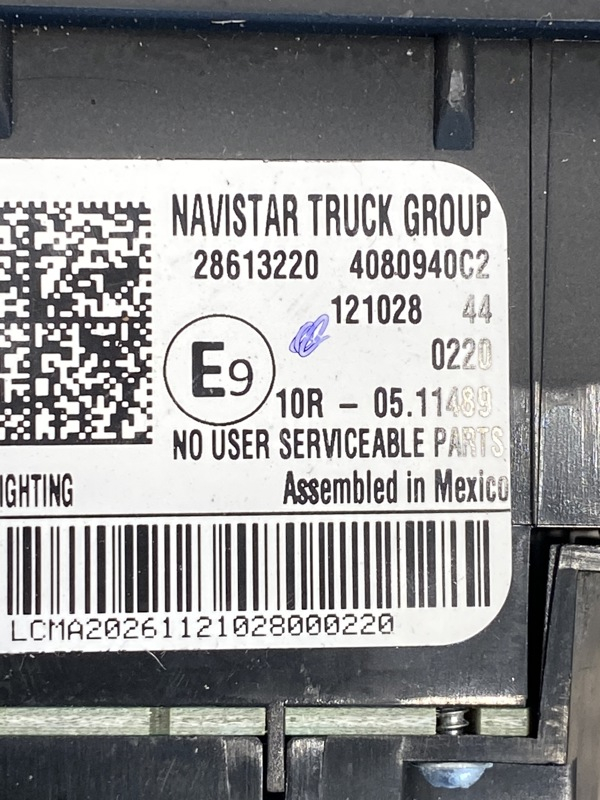 NAVISTAR TRUCK GROUP
28613220 4080940C2
121028 44
0220
E9
10R - 05.11489
NO USER SERVICEABLE PARTS
IGHTING Assembled in Mexico
LCMA20261121028000220